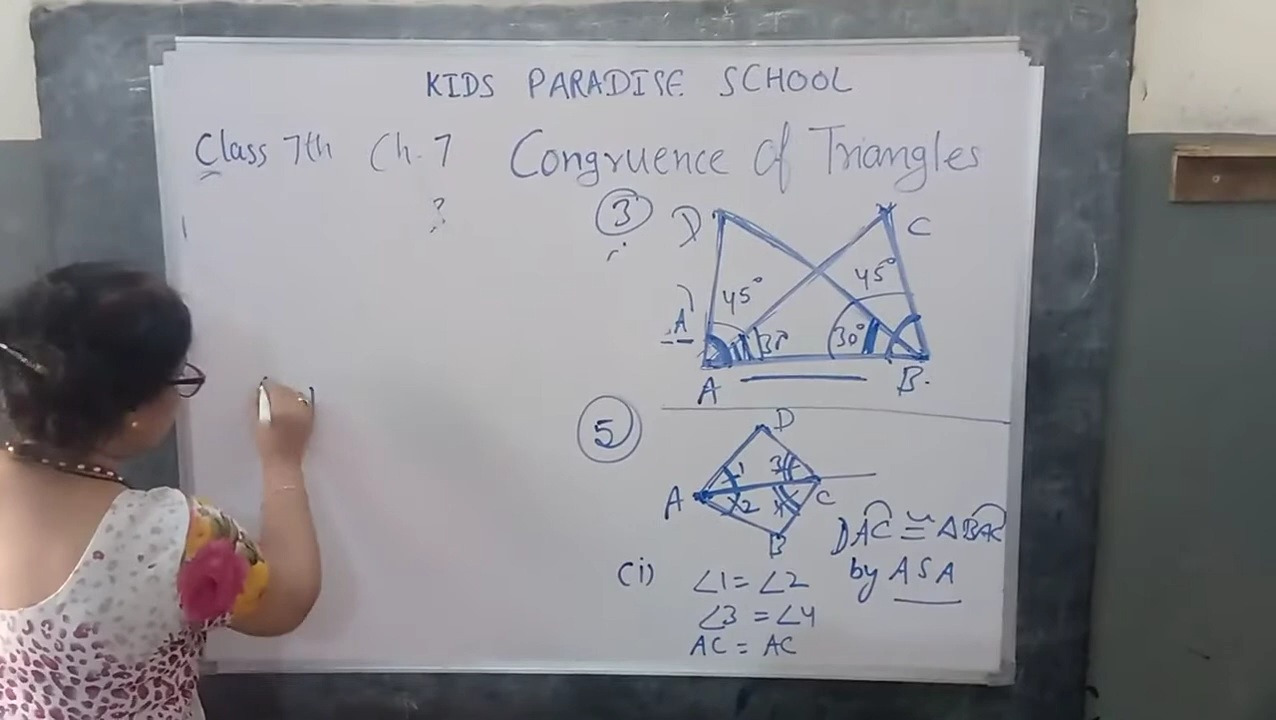 KIDS PARADISE SCHOOL
Class 7th Ch. 7 Congruence of Triangles
?
3
D C
45° 45°
A
30°
A B
5
D
1 3
A 2 4 C
B
DAC ≅ ΔBAC
by ASA
(i) ∠1 = ∠2
∠3 = ∠4
AC = AC